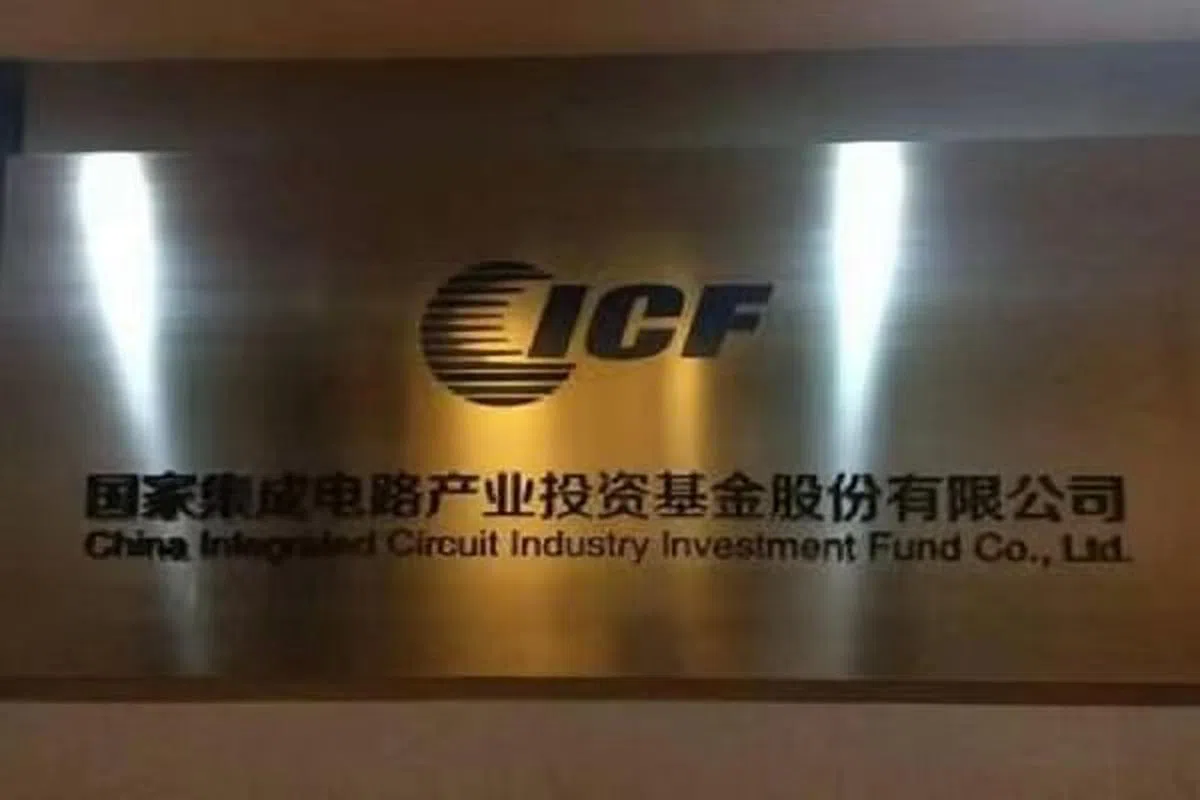 CICF
国家集成电路产业投资基金股份有限公司
China Integrated Circuit Industry Investment Fund Co., Ltd.